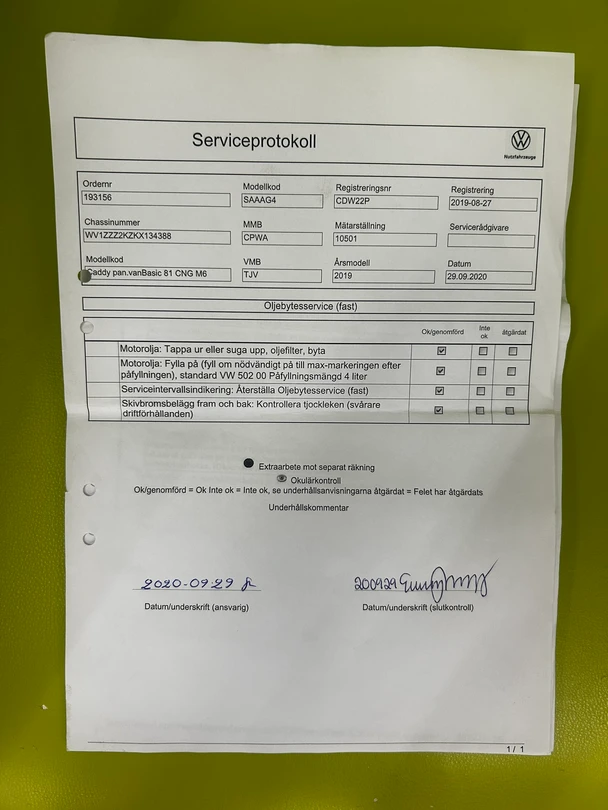 Serviceprotokoll
Nutzfahrzeuge
Ordernr Modellkod Registreringsnr Registrering
193156 SAAAG4 CDW22P 2019-08-27
Chassinummer MMB Mätarställning Servicerådgivare
WV1ZZZ2KZKX134388 CPWA 10501
Modellkod VMB Årsmodell Datum
Caddy pan.vanBasic 81 CNG M6 TJV 2019 29.09.2020
Oljebytesservice (fast)
Ok/genomförd Inte ok åtgärdat
Motorolja: Tappa ur eller suga upp, oljefilter, byta
Motorolja: Fylla på (fyll om nödvändigt på till max-markeringen efter
påfyllningen), standard VW 502 00 Påfyllningsmängd 4 liter
Serviceintervallsindikering: Återställa Oljebytesservice (fast)
Skivbromsbelägg fram och bak: Kontrollera tjockleken (svårare
driftförhållanden)
Extraarbete mot separat räkning
Okulärkontroll
Ok/genomförd = Ok Inte ok = Inte ok, se underhållsanvisningarna åtgärdat = Felet har åtgärdats
Underhållskommentar
2020-09-29 200929
Datum/underskrift (ansvarig) Datum/underskrift (slutkontroll)
1 / 1